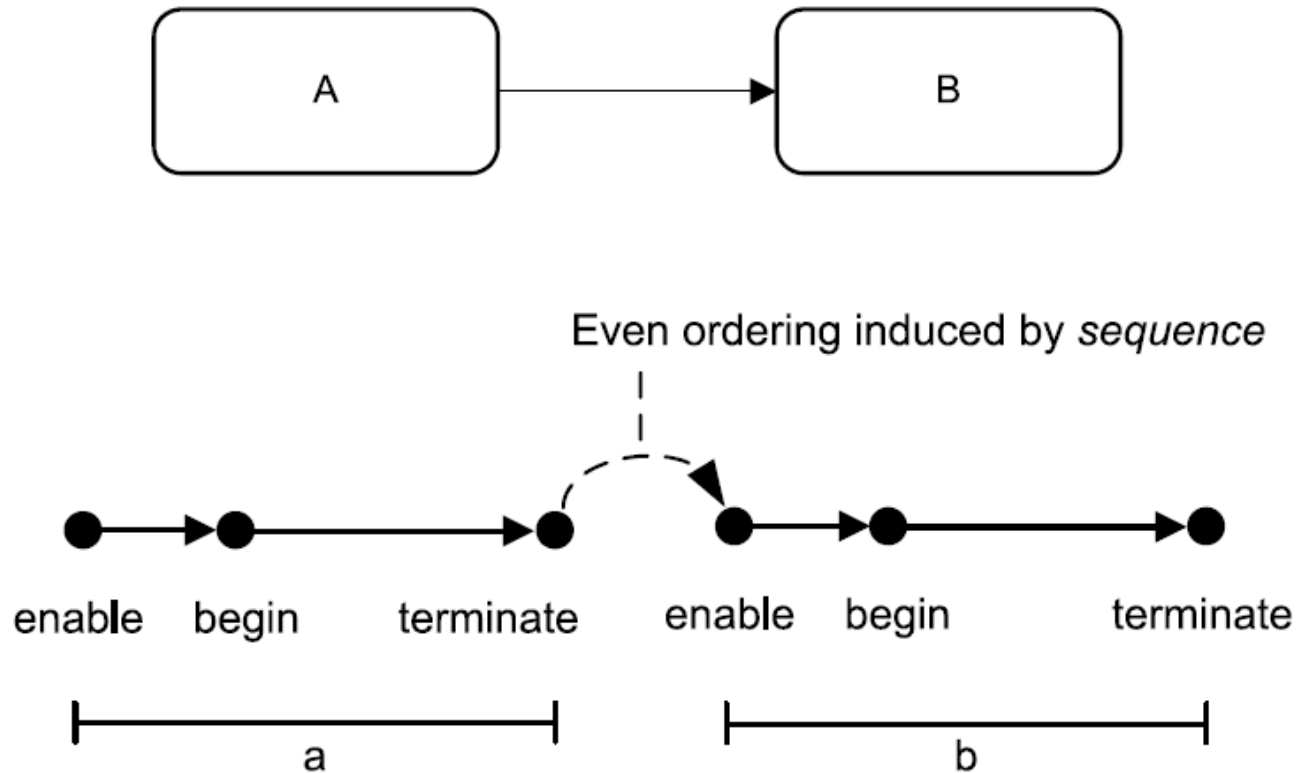 A
B
Even ordering induced by sequence
enable begin terminate enable begin terminate
a
b